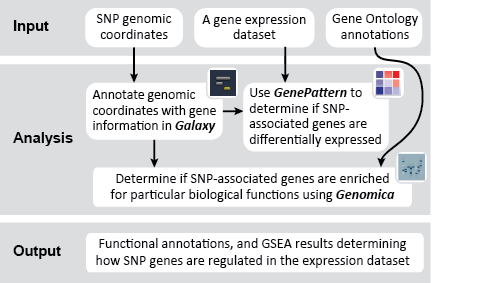 Input
SNP genomic
coordinates
A gene expression
dataset
Gene Ontology
annotations
Analysis
Annotate genomic
coordinates with gene
information in Galaxy
Use GenePattern to
determine if SNP-
associated genes are
differentially expressed
Determine if SNP-associated genes are enriched
for particular biological functions using Genomica
Output
Functional annotations, and GSEA results determining
how SNP genes are regulated in the expression dataset